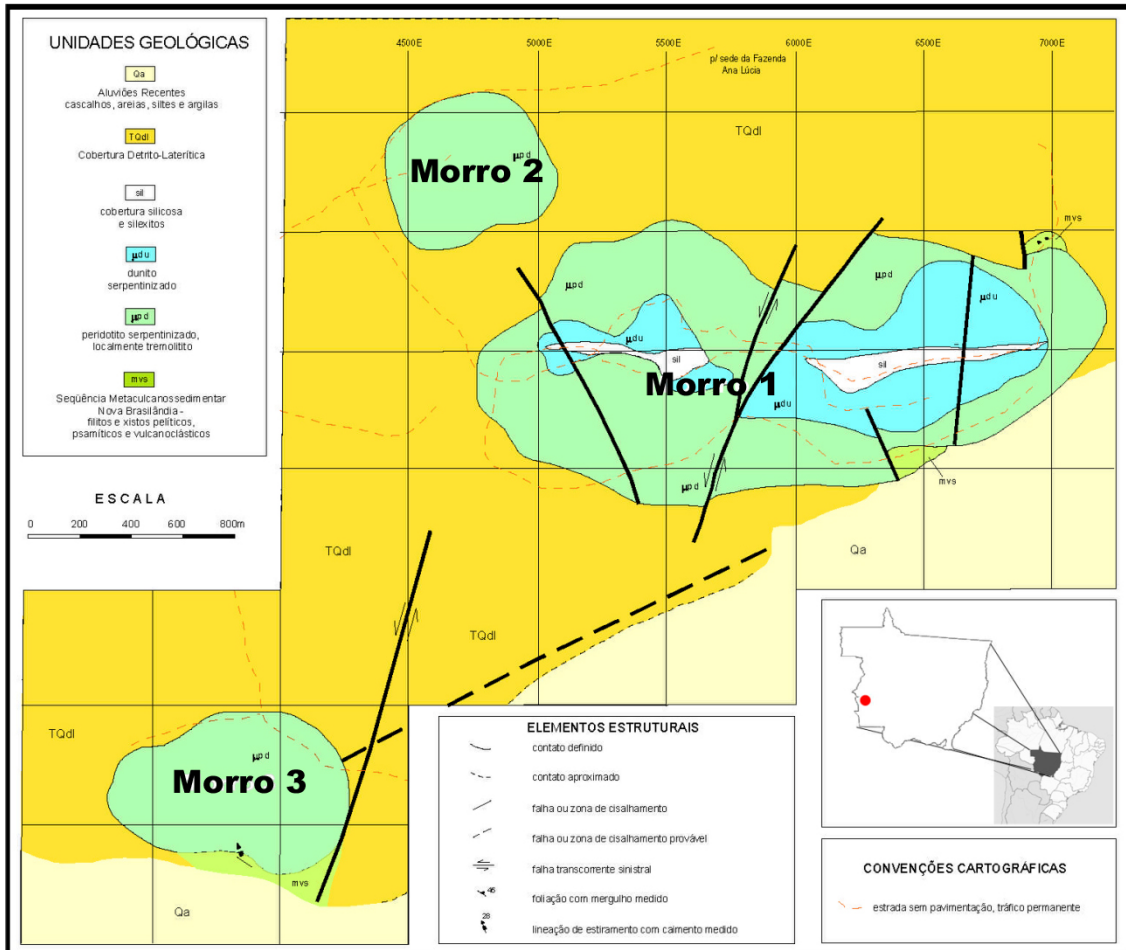 UNIDADES GEOLÓGICAS
Qa
Aluviões Recentes
cascalhos, areias, siltes e argilas
TQdl
Cobertura Detrito-Laterítica
sil
cobertura silicosa
e silexitos
μdu
dunito
serpentinizado
μpd
peridotito serpentinizado,
localmente tremolitito
mvs
Seqüência Metaculcanossedimentar
Nova Brasilândia -
filitos e xistos pelíticos,
psamíticos e vulcanoclásticos
ESCALA
0 200 400 600 800m
4500E 5000E 5500E 6000E 6500E 7000E
p/ sede da Fazenda
Ana Lúcia
TQdl
μpd
Morro 2
mvs
μpd
μpd
μdu
μdu
sil
sil
Morro 1
μdu
μpd
mvs
TQdl
Qa
TQdl
TQdl
μpd
Morro 3
mvs
Qa
ELEMENTOS ESTRUTURAIS
contato definido
contato aproximado
falha ou zona de cisalhamento
falha ou zona de cisalhamento provável
falha transcorrente sinistral
46
foliação com mergulho medido
28
lineação de estiramento com caimento medido
CONVENÇÕES CARTOGRÁFICAS
estrada sem pavimentação, tráfico permanente